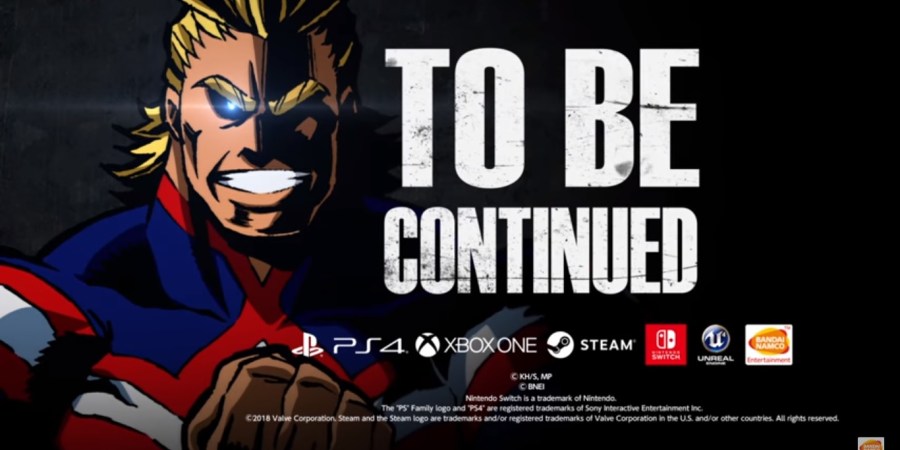 TO BE
CONTINUED
PS4 XBOX ONE STEAM® NINTENDO SWITCH UNREAL ENGINE BANDAI NAMCO Entertainment
© KH/S, MP
© BNEI
Nintendo Switch is a trademark of Nintendo.
The "PS" Family logo and "PS4" are registered trademarks of Sony Interactive Entertainment Inc.
©2018 Valve Corporation. Steam and the Steam logo are trademarks and/or registered trademarks of Valve Corporation in the U.S. and/or other countries. All rights reserved.